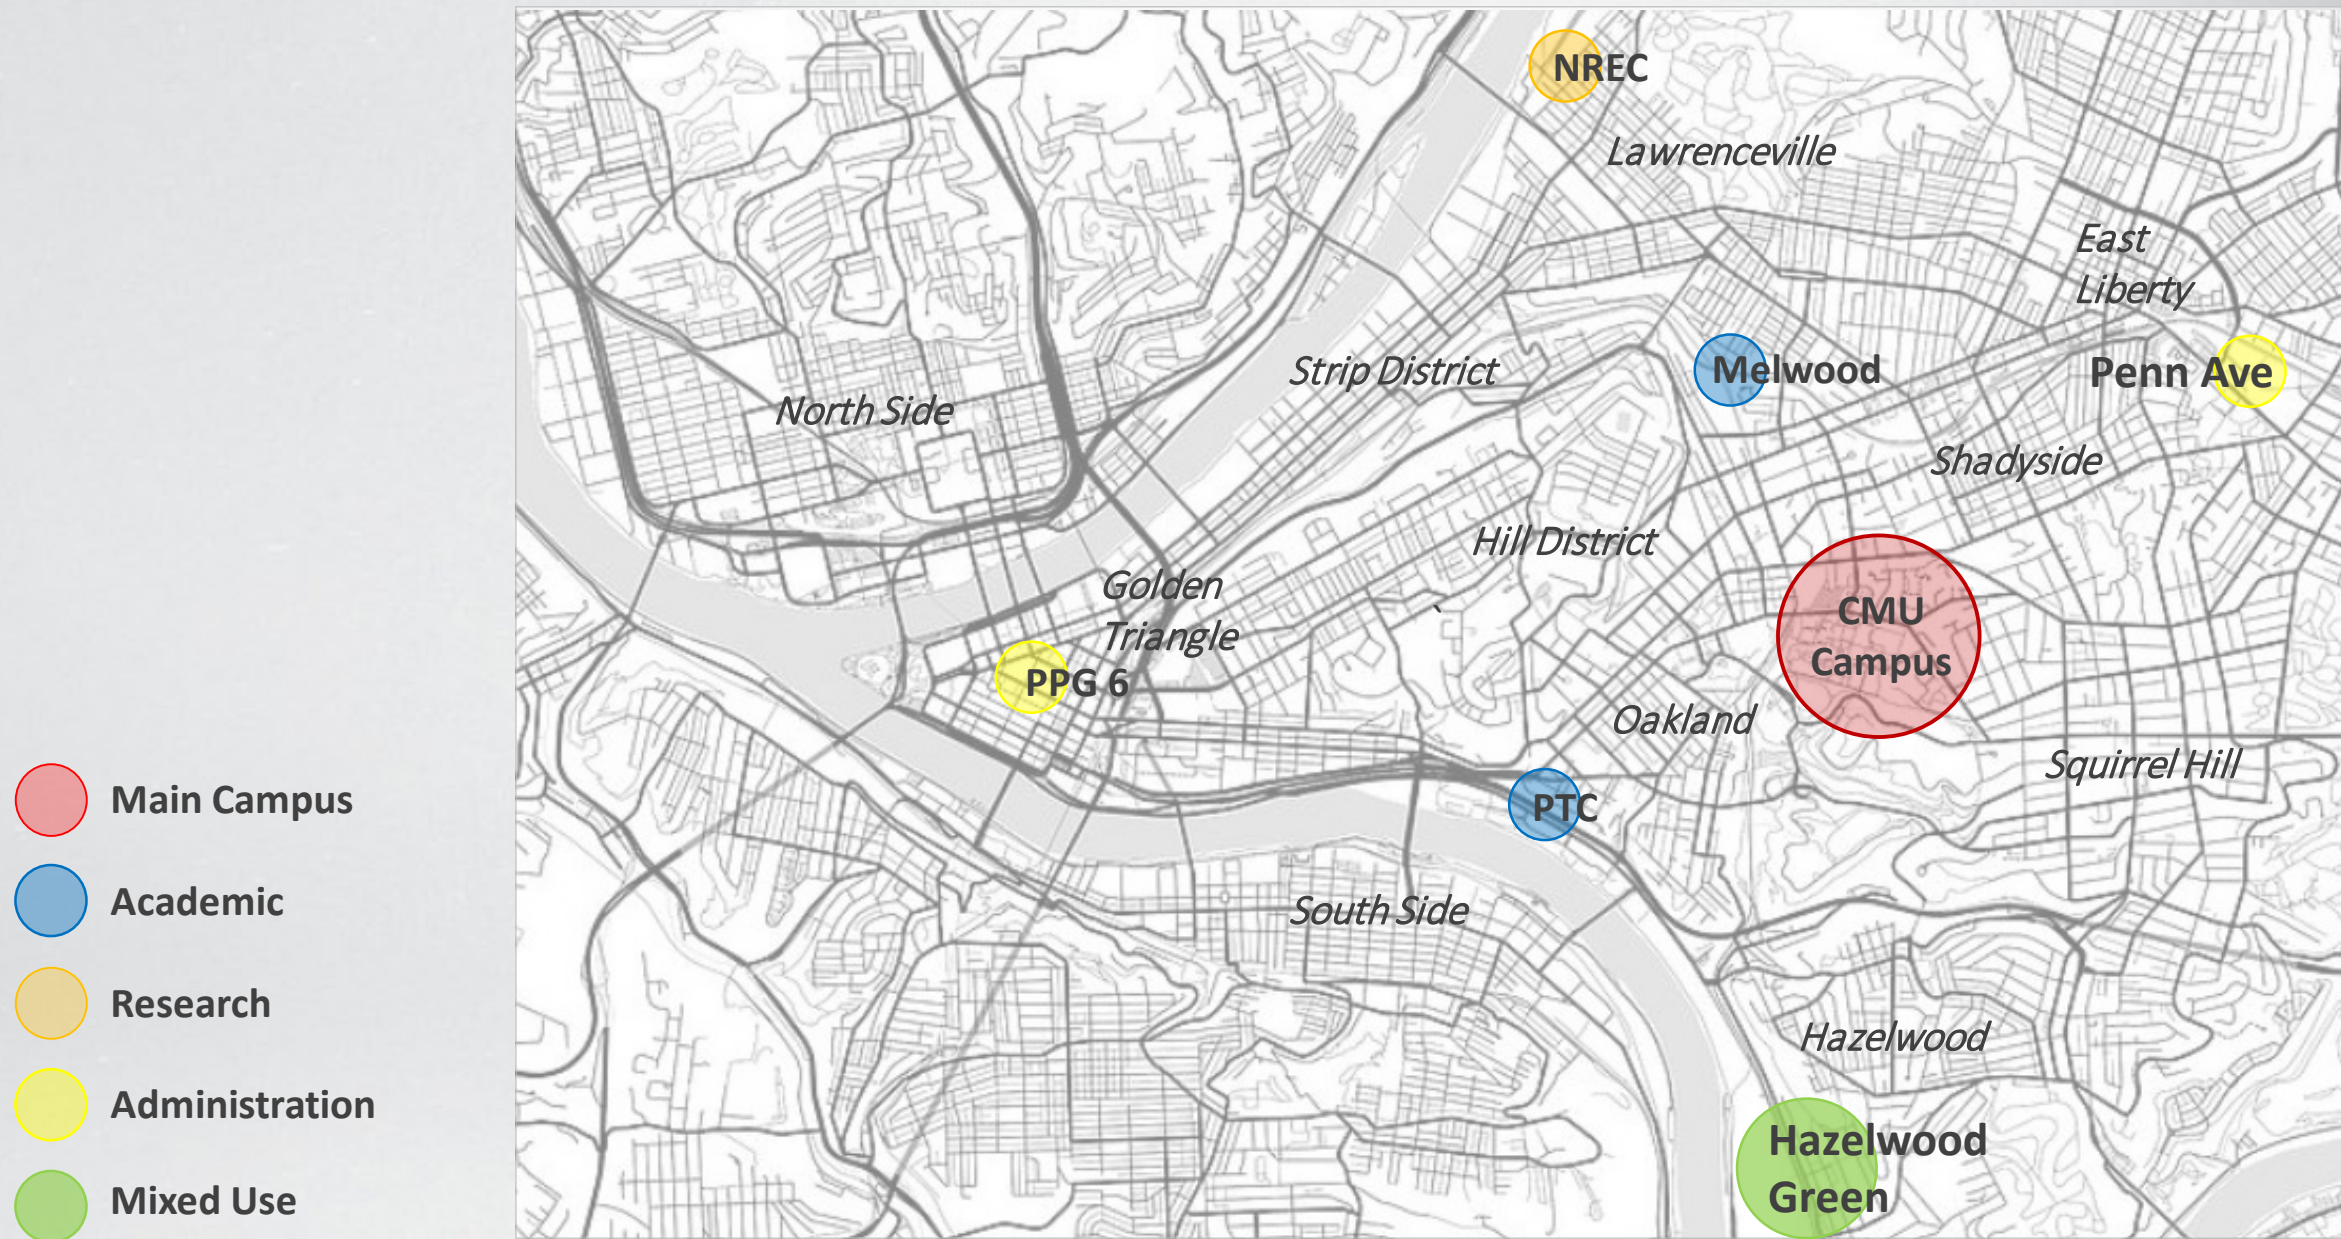 NREC
Lawrenceville
East
Liberty
Strip District
Melwood
Penn Ave
North Side
Shadyside
Hill District
Golden
Triangle
CMU
Campus
PPG 6
Oakland
Squirrel Hill
PTC
South Side
Hazelwood
Hazelwood
Green
Main Campus
Academic
Research
Administration
Mixed Use